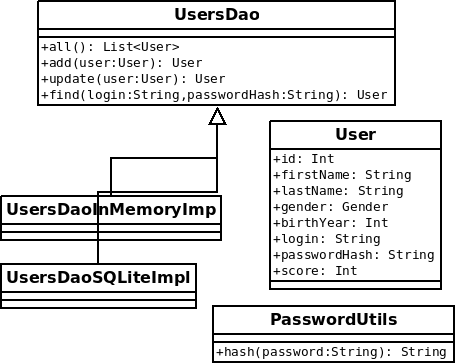 UsersDao
+all(): List<User>
+add(user:User): User
+update(user:User): User
+find(login:String,passwordHash:String): User
User
+id: Int
+firstName: String
+lastName: String
+gender: Gender
+birthYear: Int
+login: String
+passwordHash: String
+score: Int
UsersDaoInMemoryImp
UsersDaoSQLiteImpl
PasswordUtils
+hash(password:String): String